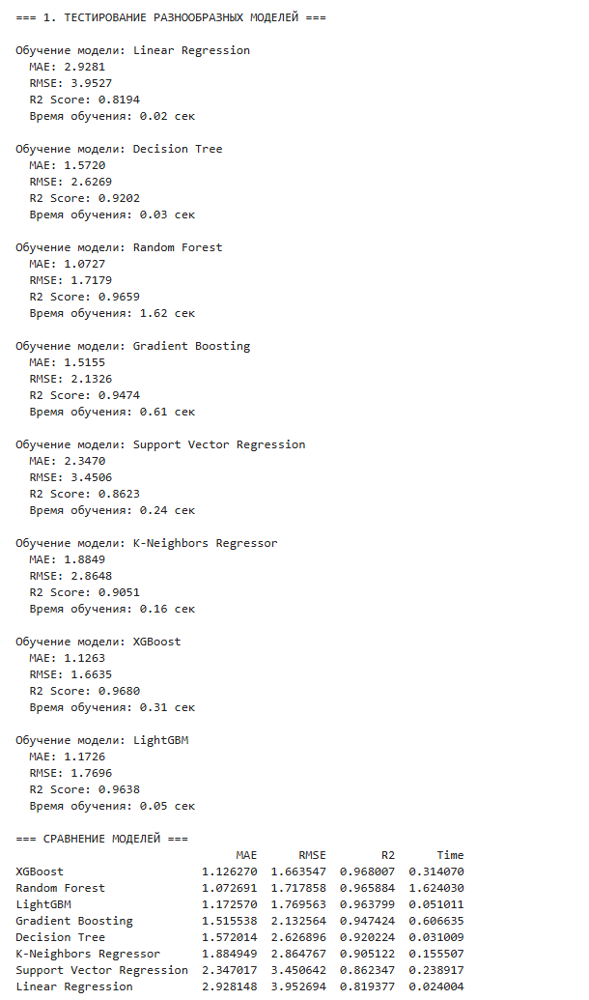 === 1. ТЕСТИРОВАНИЕ РАЗНООБРАЗНЫХ МОДЕЛЕЙ ===
Обучение модели: Linear Regression
MAE: 2.9281
RMSE: 3.9527
R2 Score: 0.8194
Время обучения: 0.02 сек
Обучение модели: Decision Tree
MAE: 1.5720
RMSE: 2.6269
R2 Score: 0.9202
Время обучения: 0.03 сек
Обучение модели: Random Forest
MAE: 1.0727
RMSE: 1.7179
R2 Score: 0.9659
Время обучения: 1.62 сек
Обучение модели: Gradient Boosting
MAE: 1.5155
RMSE: 2.1326
R2 Score: 0.9474
Время обучения: 0.61 сек
Обучение модели: Support Vector Regression
MAE: 2.3470
RMSE: 3.4506
R2 Score: 0.8623
Время обучения: 0.24 сек
Обучение модели: K-Neighbors Regressor
MAE: 1.8849
RMSE: 2.8648
R2 Score: 0.9051
Время обучения: 0.16 сек
Обучение модели: XGBoost
MAE: 1.1263
RMSE: 1.6635
R2 Score: 0.9680
Время обучения: 0.31 сек
Обучение модели: LightGBM
MAE: 1.1726
RMSE: 1.7696
R2 Score: 0.9638
Время обучения: 0.05 сек
=== СРАВНЕНИЕ МОДЕЛЕЙ ===
MAE RMSE R2 Time
XGBoost 1.126270 1.663547 0.968007 0.314070
Random Forest 1.072691 1.717858 0.965884 1.624030
LightGBM 1.172570 1.769563 0.963799 0.051011
Gradient Boosting 1.515538 2.132564 0.947424 0.606635
Decision Tree 1.572014 2.626896 0.920224 0.031009
K-Neighbors Regressor 1.884949 2.864767 0.905122 0.155507
Support Vector Regression 2.347017 3.450642 0.862347 0.238917
Linear Regression 2.928148 3.952694 0.819377 0.024004